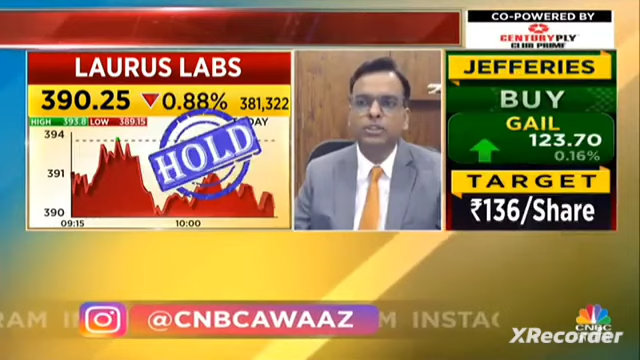 CO-POWERED BY
CENTURYPLY
CLUB PRIME
LAURUS LABS
390.25 ▼0.88% 381,322
HIGH 393.8 LOW 389.15
394
391
390
09:15 10:00
HOLD
JEFFERIES
BUY
GAIL
123.70
0.16%
TARGET
₹136/Share
@CNBCAWAAZ
INSTAG
CNBC
XRecorder